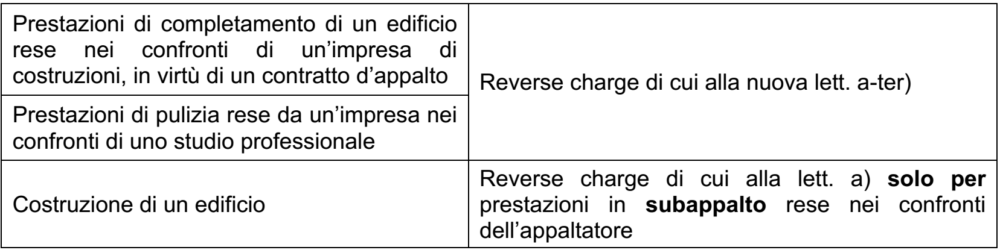 Prestazioni di completamento di un edificio
rese nei confronti di un’impresa di
costruzioni, in virtù di un contratto d’appalto
Reverse charge di cui alla nuova lett. a-ter)
Prestazioni di pulizia rese da un’impresa nei
confronti di uno studio professionale
Costruzione di un edificio
Reverse charge di cui alla lett. a) solo per
prestazioni in subappalto rese nei confronti
dell’appaltatore